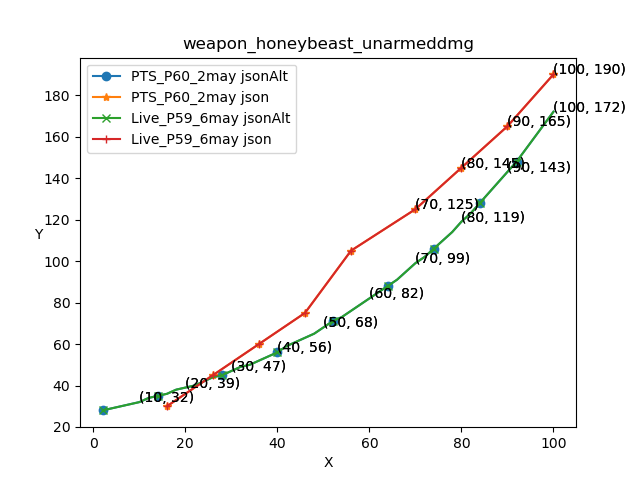 weapon_honeybeast_unarmeddmg
PTS_P60_2may jsonAlt
PTS_P60_2may json
Live_P59_6may jsonAlt
Live_P59_6may json
(100, 190)
(100, 172)
(90, 165)
(80, 145)
(90, 143)
(70, 125)
(80, 119)
(70, 99)
(60, 82)
(50, 68)
(40, 56)
(30, 47)
(20, 39)
(10, 32)
Y
180
160
140
120
100
80
60
40
20
0 20 40 60 80 100
X